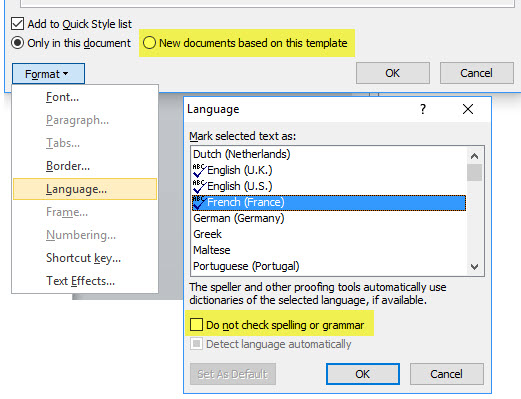 Add to Quick Style list
Only in this document New documents based on this template
Format OK Cancel
Font...
Paragraph...
Tabs...
Border...
Language...
Frame...
Numbering...
Shortcut key...
Text Effects...
Language ?
Mark selected text as:
Dutch (Netherlands)
ABC English (U.K.)
ABC English (U.S.)
ABC French (France)
German (Germany)
Greek
Maltese
Portuguese (Portugal)
The speller and other proofing tools automatically use
dictionaries of the selected language, if available.
Do not check spelling or grammar
Detect language automatically
Set As Default OK Cancel